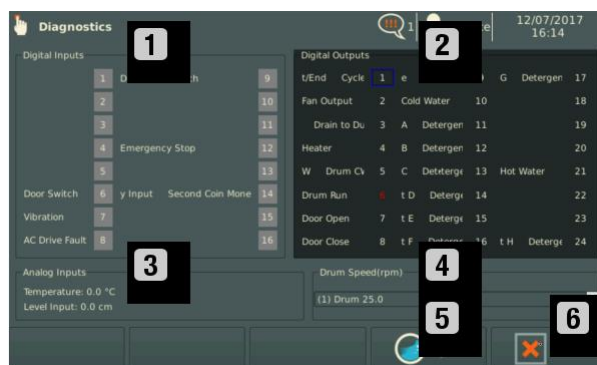 Diagnostics 1 12/07/2017
16:14
1 2
Digital Inputs Digital Outputs
1 9 t/End Cycle 1 e G Detergen 17
2 10 Fan Output 2 Cold Water 10 18
3 11 Drain to Du 3 A Detergen 11 19
4 Emergency Stop 12 Heater 4 B Detergen 12 20
5 13 W Drum 5 C Detetergé 13 Hot Water 21
Door Switch 6 y Input Second Coin Mone 14 Drum Run 6 t D Deterge 14 22
Vibration 7 15 Door Open 7 t E Deterge 15 23
AC Drive Fault 8 16 Door Close 8 t F 16 t H Deterge 24
3 4
Analog Inputs Drum Speed(rpm)
Temperature: 0.0 °C (1) Drum 25.0
Level Input: 0.0 cm
5 6